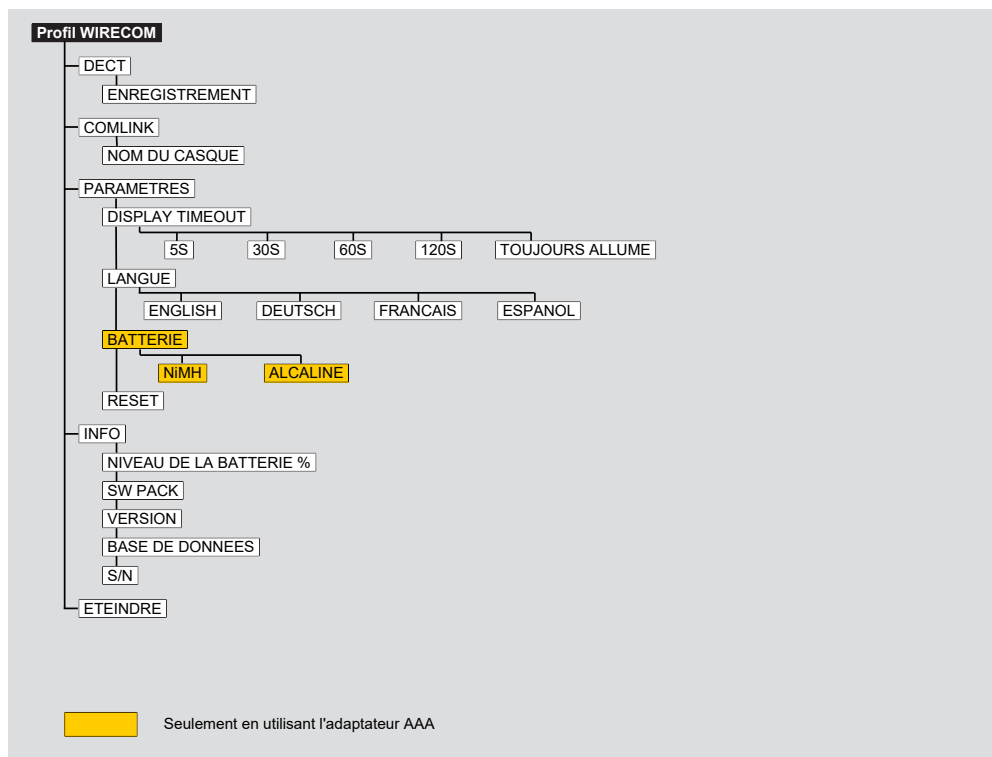 Profil WIRECOM
DECT
ENREGISTREMENT
COMLINK
NOM DU CASQUE
PARAMETRES
DISPLAY TIMEOUT
5S 30S 60S 120S TOUJOURS ALLUME
LANGUE
ENGLISH DEUTSCH FRANCAIS ESPANOL
BATTERIE
NiMH ALCALINE
RESET
INFO
NIVEAU DE LA BATTERIE %
SW PACK
VERSION
BASE DE DONNEES
S/N
ETEINDRE
Seulement en utilisant l'adaptateur AAA